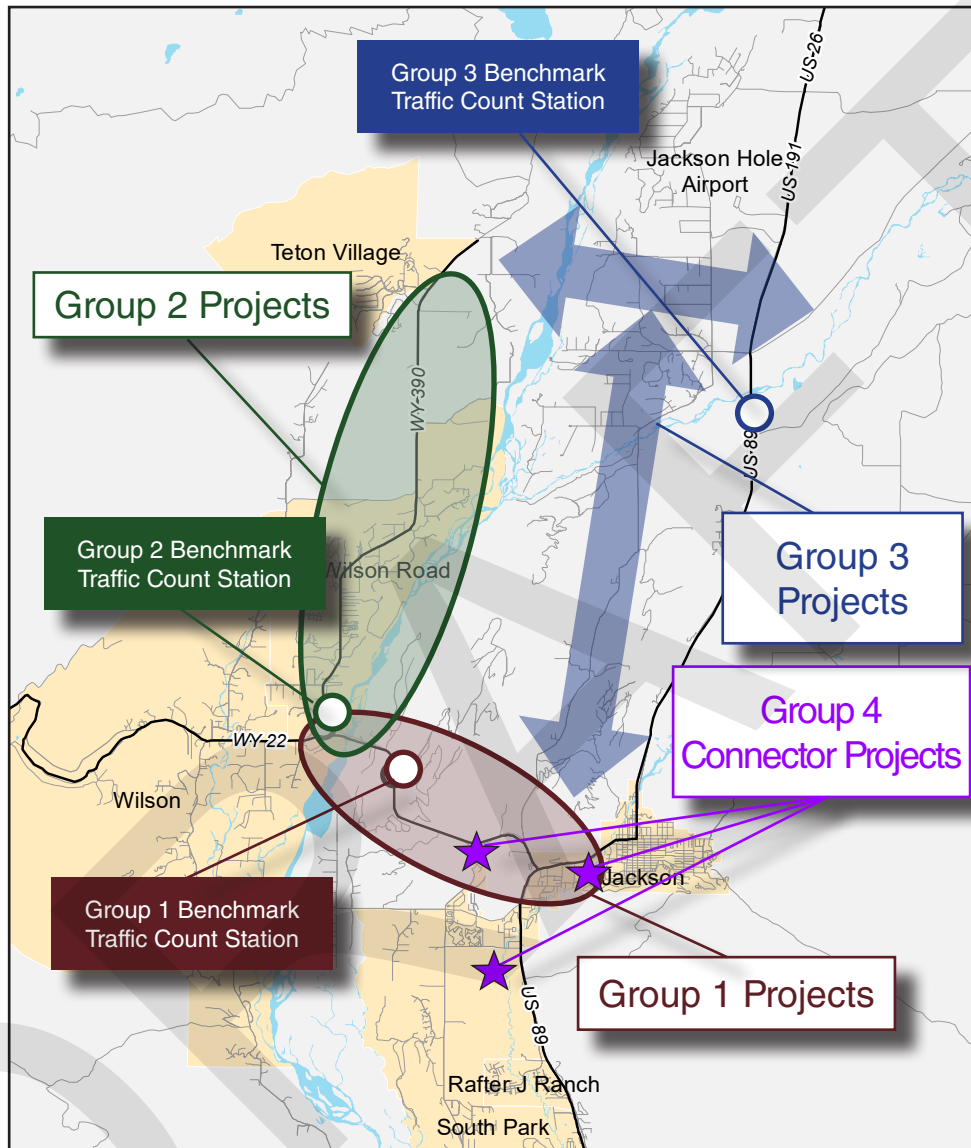 US-26
Group 3 Benchmark
Traffic Count Station
Jackson Hole
Airport
US-191
Teton Village
Group 2 Projects
WY-390
US-89
Group 2 Benchmark
Traffic Count Station
Wilson Road
Group 3
Projects
Group 4
Connector Projects
WY-22
Wilson
Jackson
Group 1 Benchmark
Traffic Count Station
Group 1 Projects
US - 89
Rafter J Ranch
South Park